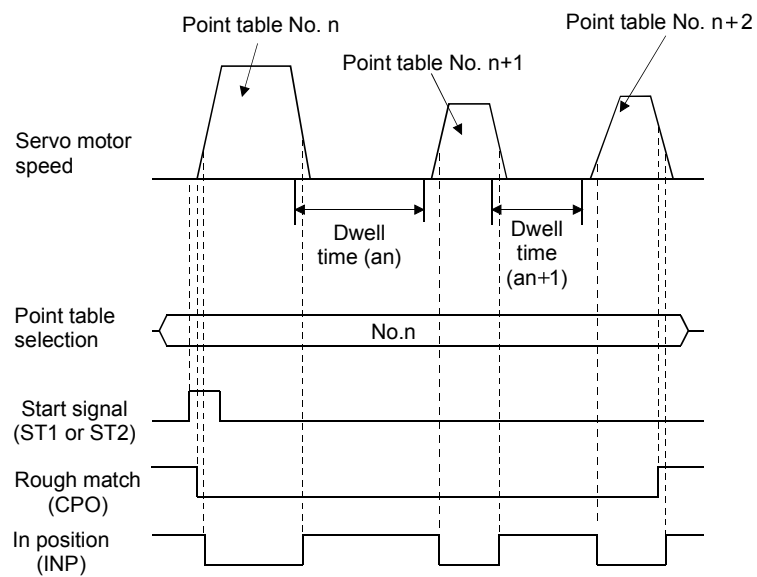 Point table No. n
Point table No. n+2
Point table No. n+1
Servo motor
speed
Dwell
time (an)
Dwell
time
(an+1)
Point table
selection
No.n
Start signal
(ST1 or ST2)
Rough match
(CPO)
In position
(INP)